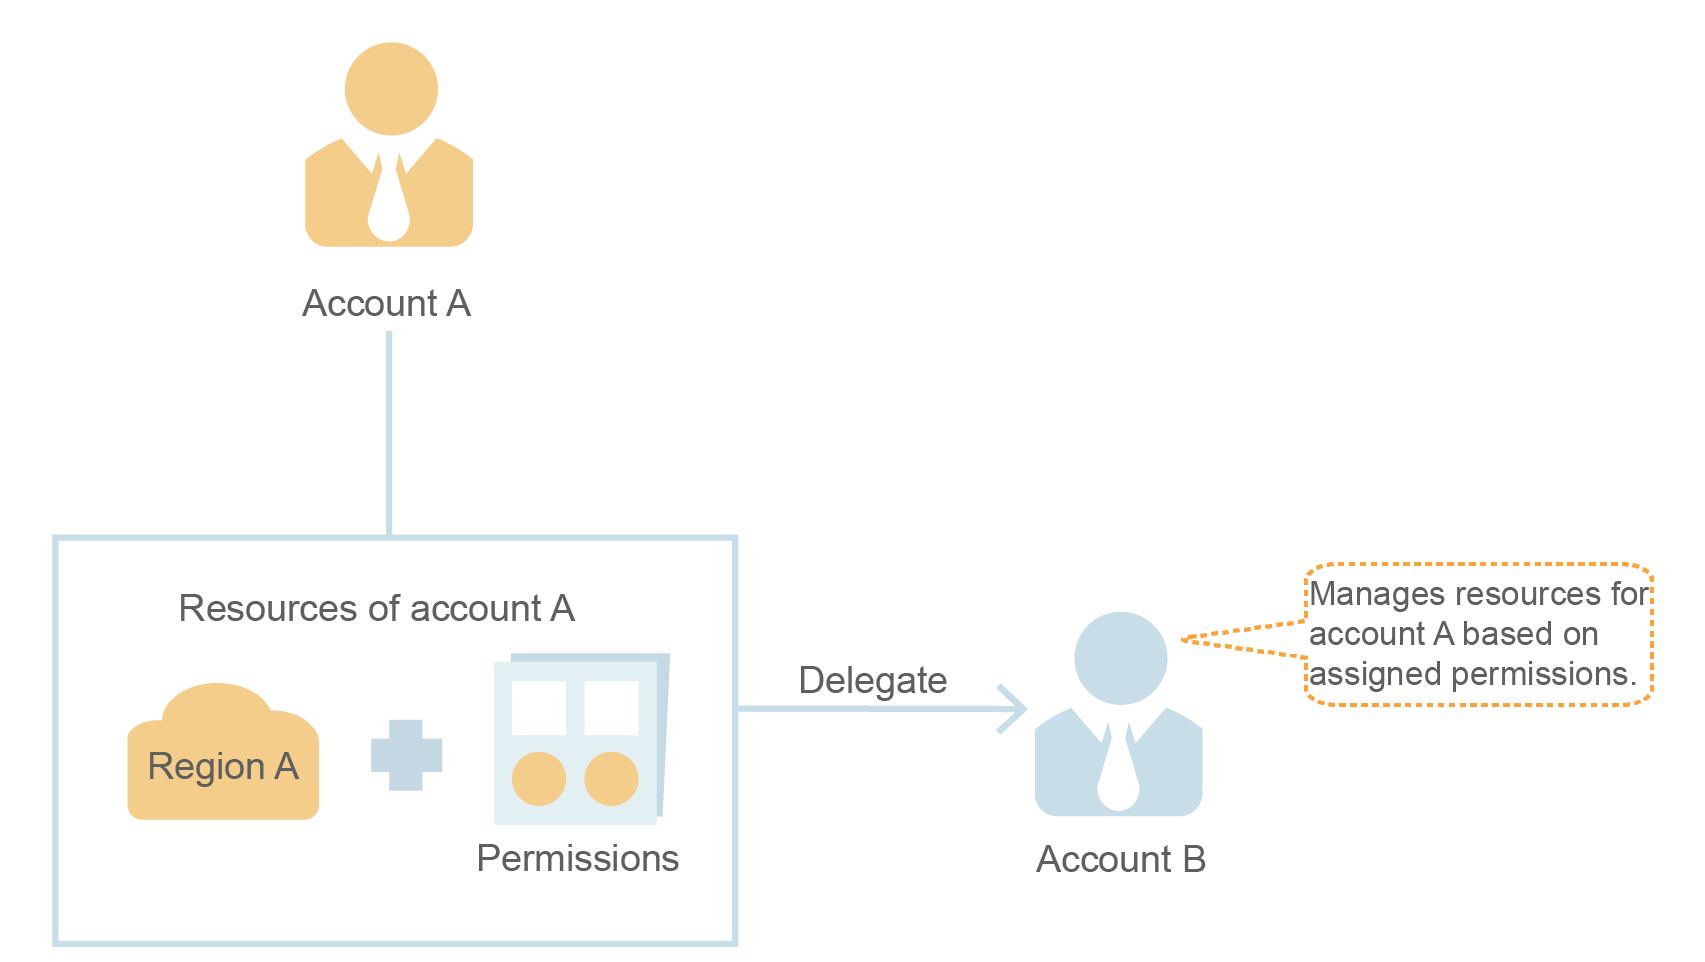 Account A
Resources of account A
Region A
Permissions
Delegate
Account B
Manages resources for
account A based on
assigned permissions.